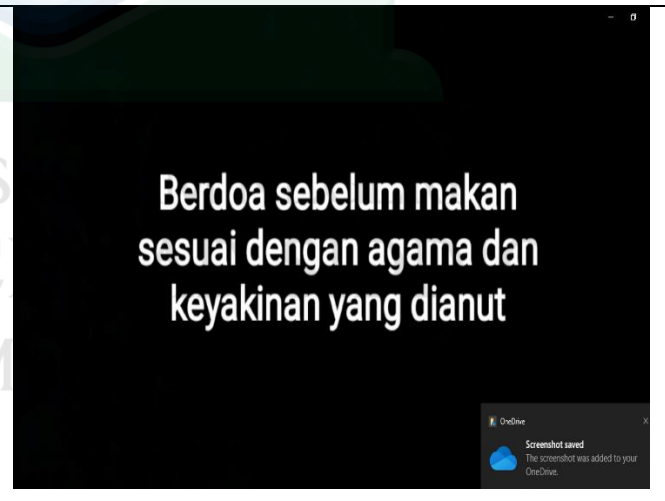 Berdoa sebelum makan
sesuai dengan agama dan
keyakinan yang dianut
OneDrive
Screenshot saved
The screenshot was added to your
OneDrive.